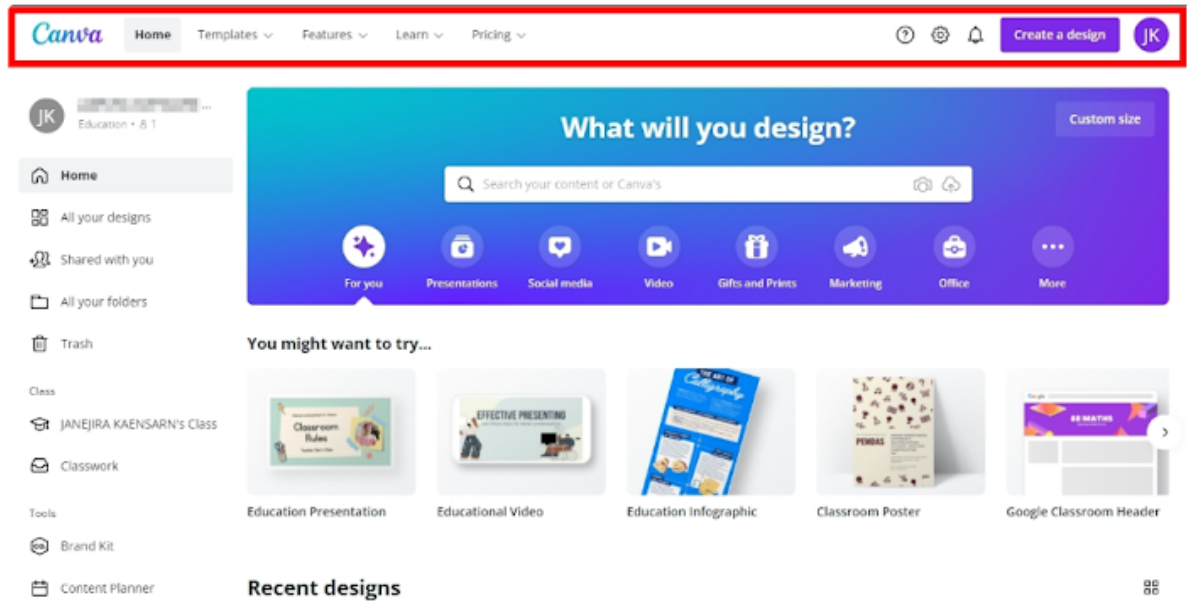 Canva
Home
Templates
Features
Learn
Pricing
Create a design
JK
JK
...
Education • 1
Home
All your designs
Shared with you
All your folders
Trash
Class
JANEJIRA KAENSARN's Class
Classwork
Tools
Brand Kit
Content Planner
What will you design?
Custom size
Search your content or Canva's
For you
Presentations
Social media
Video
Gifts and Prints
Marketing
Office
More
You might want to try...
Classroom
Rules
EFFECTIVE PRESENTING
THE ART OF
Calligraphy
PEMDAS
Google
BE MATHS
Education Presentation
Educational Video
Education Infographic
Classroom Poster
Google Classroom Header
Recent designs